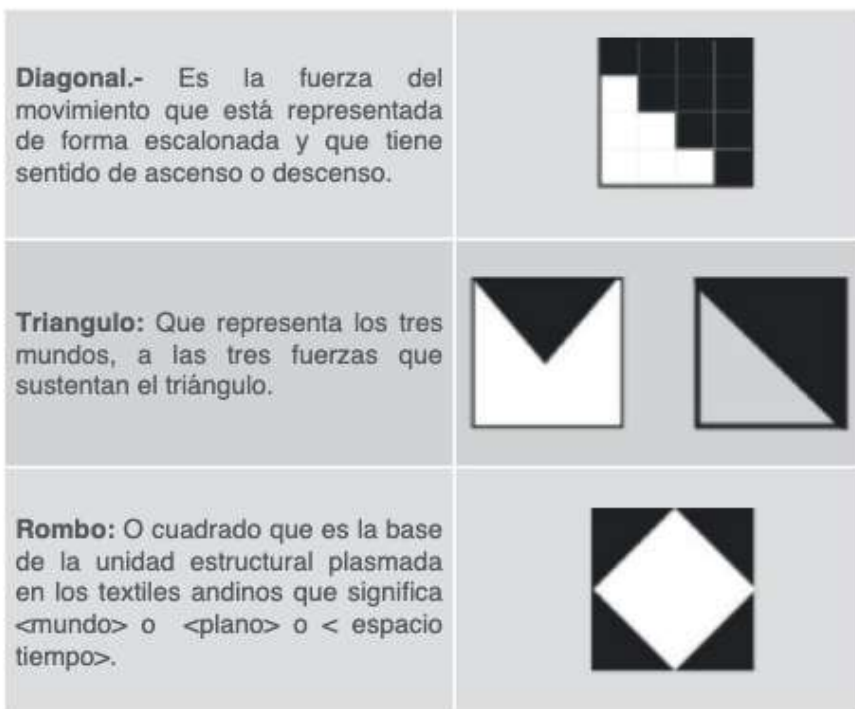 Diagonal.- Es la fuerza del
movimiento que está representada
de forma escalonada y que tiene
sentido de ascenso o descenso.
Triangulo: Que representa los tres
mundos, a las tres fuerzas que
sustentan el triángulo.
Rombo: O cuadrado que es la base
de la unidad estructural plasmada
en los textiles andinos que significa
<mundo> o <plano> o < espacio
tiempo>.